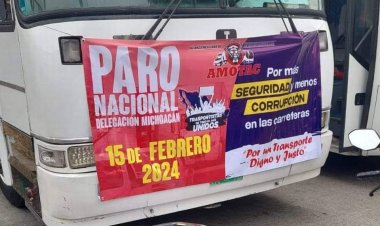 PARO
NACIONAL
DELEGACIÓN MICHOACÁN
15 DE FEBRERO
2024
TRANSPORTISTAS
UNIDOS
AMOTAC
Por más
SEGURIDAD y menos
CORRUPCIÓN
en las carreteras
"Por un Transporte
Digno y Justo"